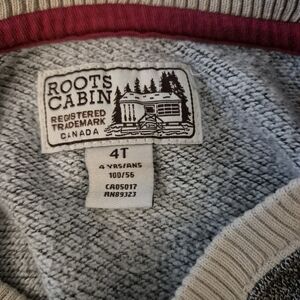 ROOTS
CABIN
REGISTERED
TRADEMARK
CANADA
4T
4 YRS/ANS
100/56
CA05017
RN89323